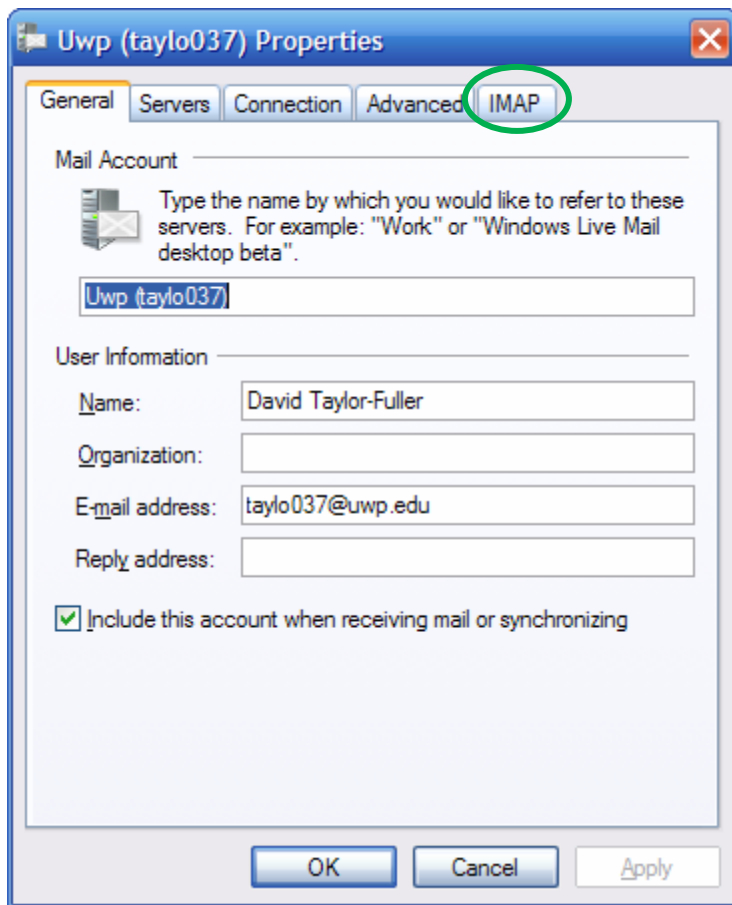 Uwp (taylo037) Properties
General Servers Connection Advanced IMAP
Mail Account
Type the name by which you would like to refer to these
servers. For example: "Work" or "Windows Live Mail
desktop beta".
Uwp (taylo037)
User Information
Name: David Taylor-Fuller
Organization:
E-mail address: taylo037@uwp.edu
Reply address:
Include this account when receiving mail or synchronizing
OK Cancel Apply